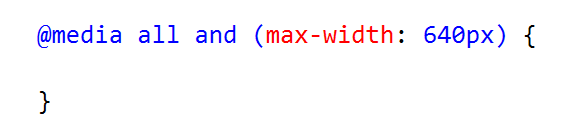 @media all and (max-width: 640px) {
}